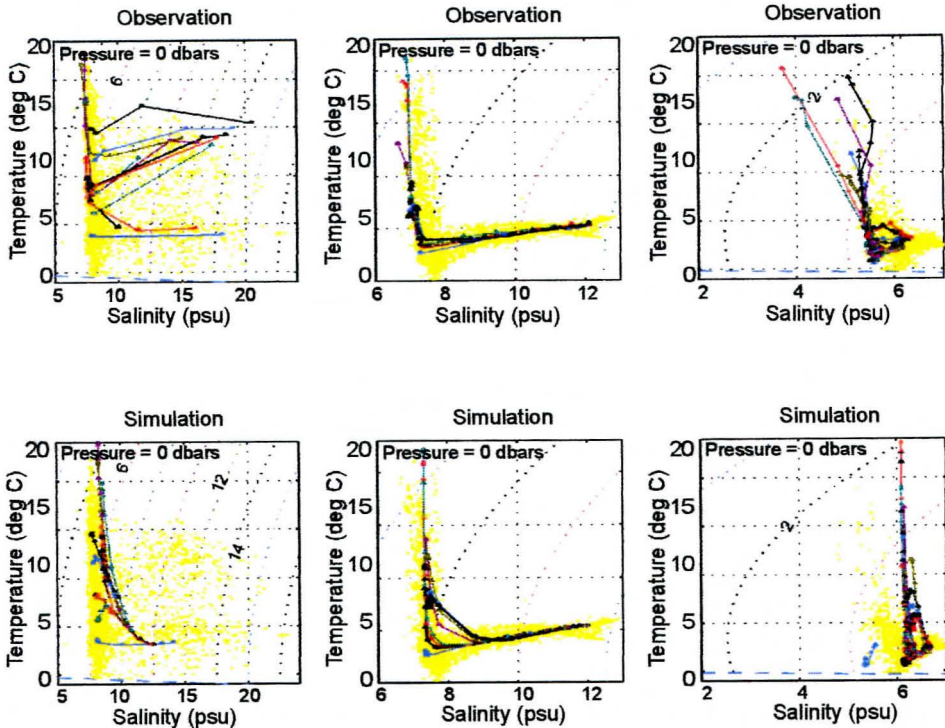 Observation
Observation
Observation
Pressure = 0 dbars
Pressure = 0 dbars
Pressure = 0 dbars
Temperature (deg C)
Temperature (deg C)
Temperature (deg C)
20
15
10
5
0
20
15
10
5
0
20
15
10
5
0
6
2
5 10 15 20
6 8 10 12
2 4 6
Salinity (psu)
Salinity (psu)
Salinity (psu)
Simulation
Simulation
Simulation
Pressure = 0 dbars
Pressure = 0 dbars
Pressure = 0 dbars
Temperature (deg C)
Temperature (deg C)
Temperature (deg C)
20
15
10
5
0
20
15
10
5
0
20
15
10
5
0
6
12
14
2
5 10 15 20
6 8 10 12
2 4 6
Salinity (psu)
Salinity (psu)
Salinity (psu)